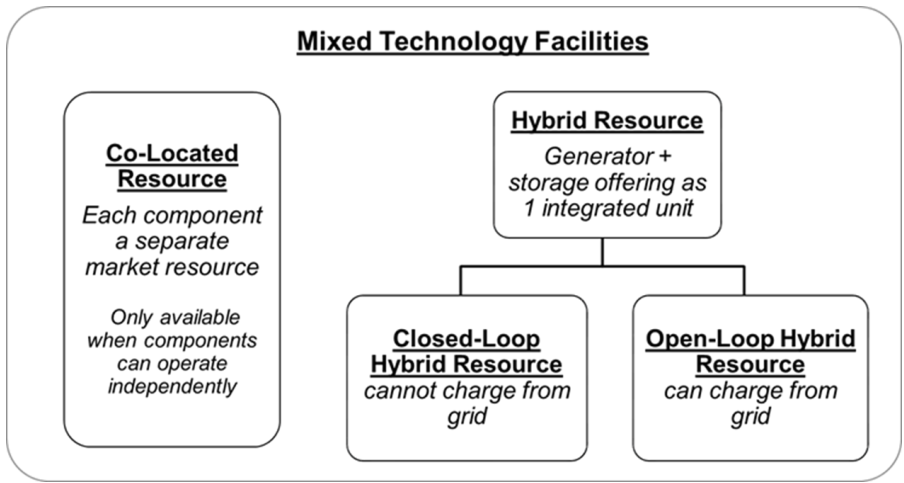 Mixed Technology Facilities
Co-Located
Resource
Each component
a separate
market resource
Only available
when components
can operate
independently
Hybrid Resource
Generator +
storage offering as
1 integrated unit
Closed-Loop
Hybrid Resource
cannot charge from
grid
Open-Loop Hybrid
Resource
can charge from
grid